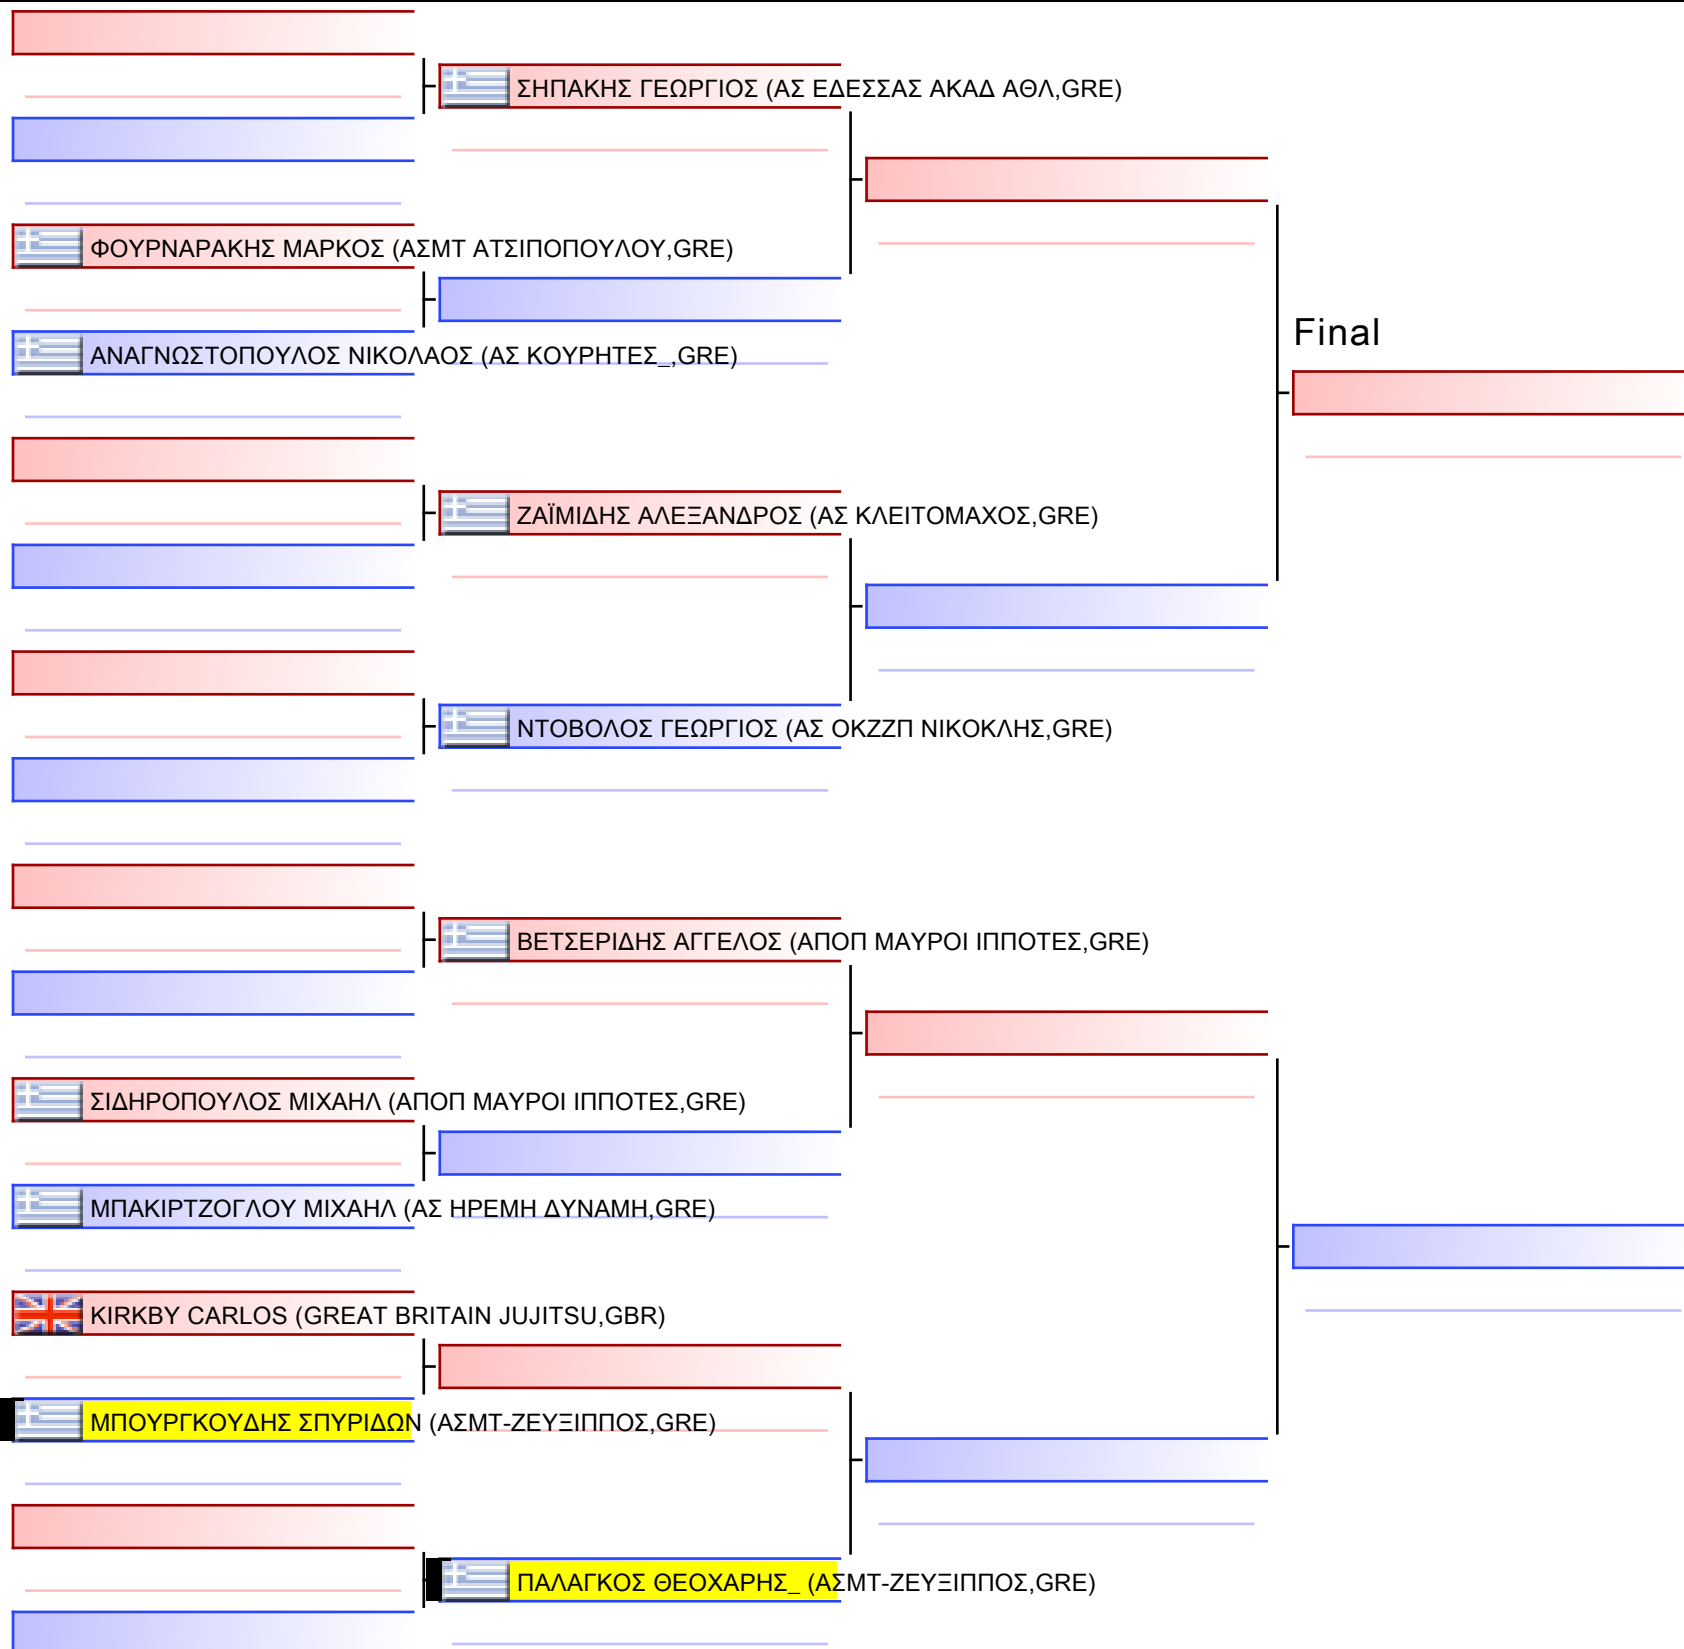 ΣΗΠΑΚΗΣ ΓΕΩΡΓΙΟΣ (ΑΣ ΕΔΕΣΣΑΣ ΑΚΑΔ ΑΘΛ,GRE)
ΦΟΥΡΝΑΡΑΚΗΣ ΜΑΡΚΟΣ (ΑΣΜΤ ΑΤΣΙΠΟΠΟΥΛΟΥ,GRE)
Final
ΑΝΑΓΝΩΣΤΟΠΟΥΛΟΣ ΝΙΚΟΛΑΟΣ (ΑΣ ΚΟΥΡΗΤΕΣ_,GRE)
ΖΑΪΜΙΔΗΣ ΑΛΕΞΑΝΔΡΟΣ (ΑΣ ΚΛΕΙΤΟΜΑΧΟΣ,GRE)
ΝΤΟΒΟΛΟΣ ΓΕΩΡΓΙΟΣ (ΑΣ ΟΚΖΖΠ ΝΙΚΟΚΛΗΣ,GRE)
ΒΕΤΣΕΡΙΔΗΣ ΑΓΓΕΛΟΣ (ΑΠΟΠ ΜΑΥΡΟΙ ΙΠΠΟΤΕΣ,GRE)
ΣΙΔΗΡΟΠΟΥΛΟΣ ΜΙΧΑΗΛ (ΑΠΟΠ ΜΑΥΡΟΙ ΙΠΠΟΤΕΣ,GRE)
ΜΠΑΚΙΡΤΖΟΓΛΟΥ ΜΙΧΑΗΛ (ΑΣ ΗΡΕΜΗ ΔΥΝΑΜΗ,GRE)
KIRKBY CARLOS (GREAT BRITAIN JUJITSU,GBR)
ΜΠΟΥΡΓΚΟΥΔΗΣ ΣΠΥΡΙΔΩΝ (ΑΣΜΤ-ΖΕΥΞΙΠΠΟΣ,GRE)
ΠΑΛΑΓΚΟΣ ΘΕΟΧΑΡΗΣ_ (ΑΣΜΤ-ΖΕΥΞΙΠΠΟΣ,GRE)